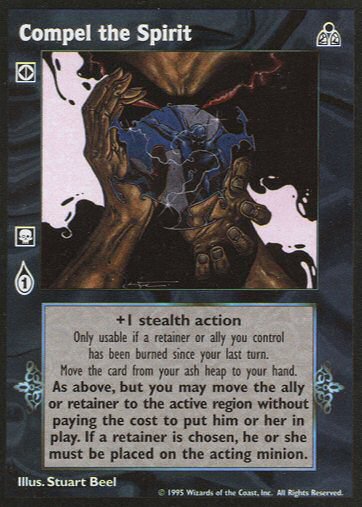 Compel the Spirit
1
+1 stealth action
Only usable if a retainer or ally you control
has been burned since your last turn.
Move the card from your ash heap to your hand.
As above, but you may move the ally
or retainer to the active region without
paying the cost to put him or her in
play. If a retainer is chosen, he or she
must be placed on the acting minion.
Illus. Stuart Beel
© 1995 Wizards of the Coast, Inc. All Rights Reserved.